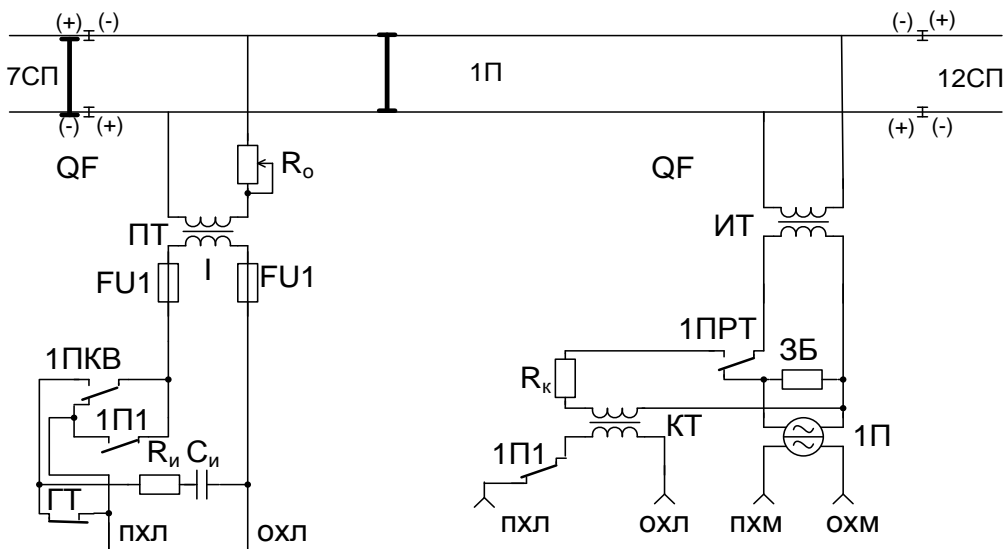 (+) (-) (-) (+)
7СП 1П 12СП
(-) (+) (+) (-)
QF QF
Rо
ПТ ИТ
FU1 I FU1
1ПРТ
1ПКВ ЗБ
Rк
1П1 КТ 1П
Rи Cи 1П1
ГТ
ПХЛ ОХЛ ПХЛ ОХЛ ПХМ ОХМ